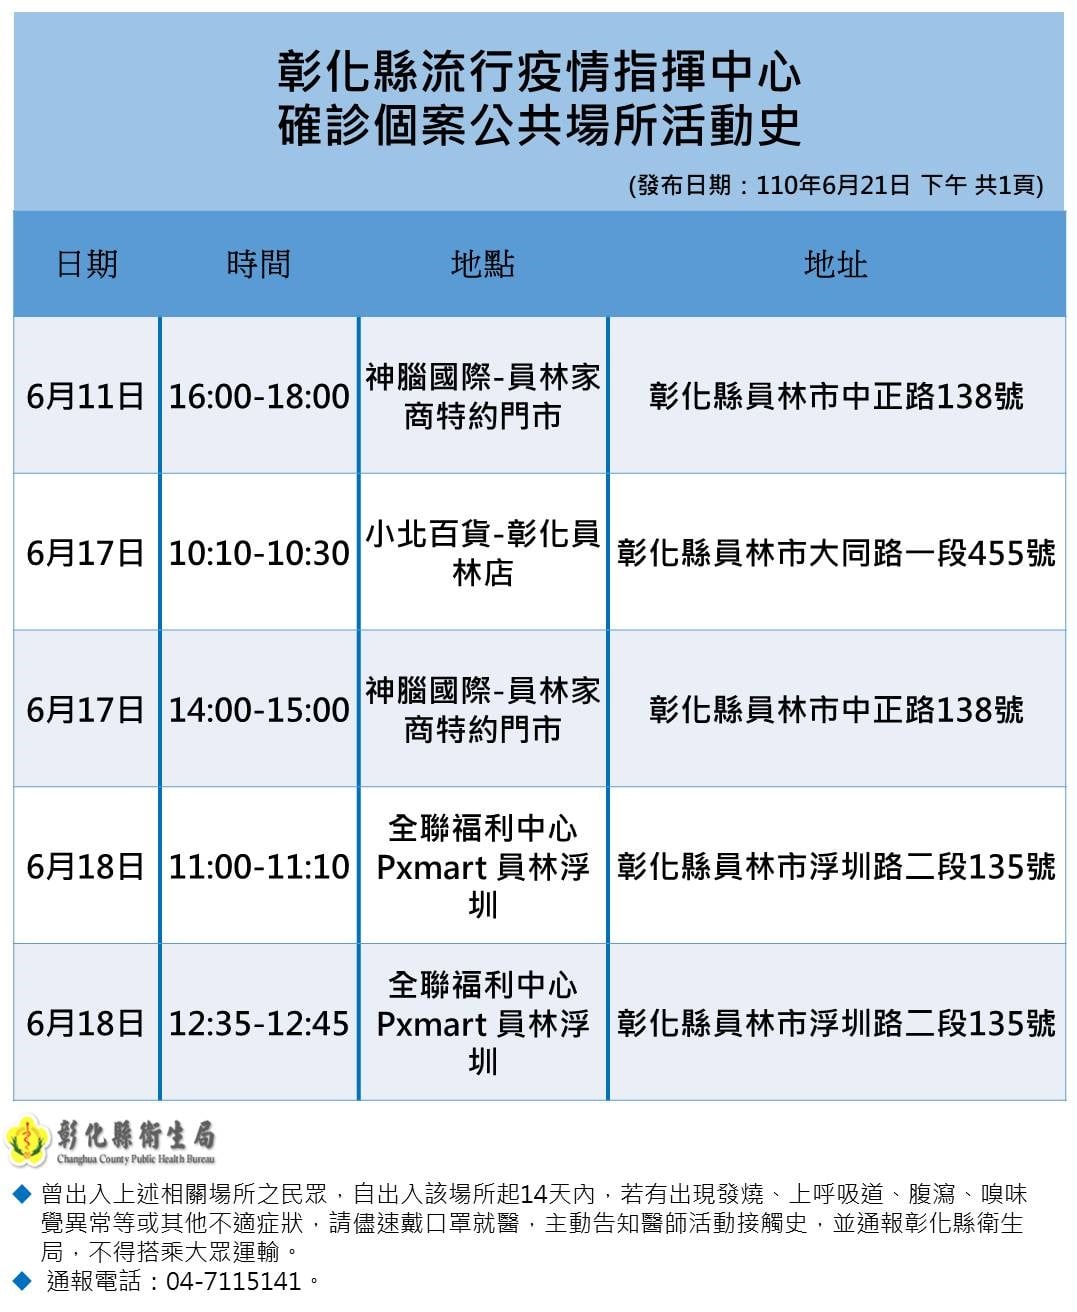 彰化縣流行疫情指揮中心
確診個案公共場所活動史
(發布日期：110年6月21日 下午 共1頁)
日期 時間 地點 地址
6月11日 16:00-18:00 神腦國際-員林家
商特約門市 彰化縣員林市中正路138號
6月17日 10:10-10:30 小北百貨-彰化員
林店 彰化縣員林市大同路一段455號
6月17日 14:00-15:00 神腦國際-員林家
商特約門市 彰化縣員林市中正路138號
6月18日 11:00-11:10 全聯福利中心
Pxmart 員林浮
圳 彰化縣員林市浮圳路二段135號
6月18日 12:35-12:45 全聯福利中心
Pxmart 員林浮
圳 彰化縣員林市浮圳路二段135號
彰化縣衛生局
Changhua County Public Health Bureau
◆ 曾出入上述相關場所之民眾，自出入該場所起14天內，若有出現發燒、上呼吸道、腹瀉、嗅味
覺異常等或其他不適症狀，請儘速戴口罩就醫，主動告知醫師活動接觸史，並通報彰化縣衛生
局，不得搭乘大眾運輸。
◆ 通報電話：04-7115141。